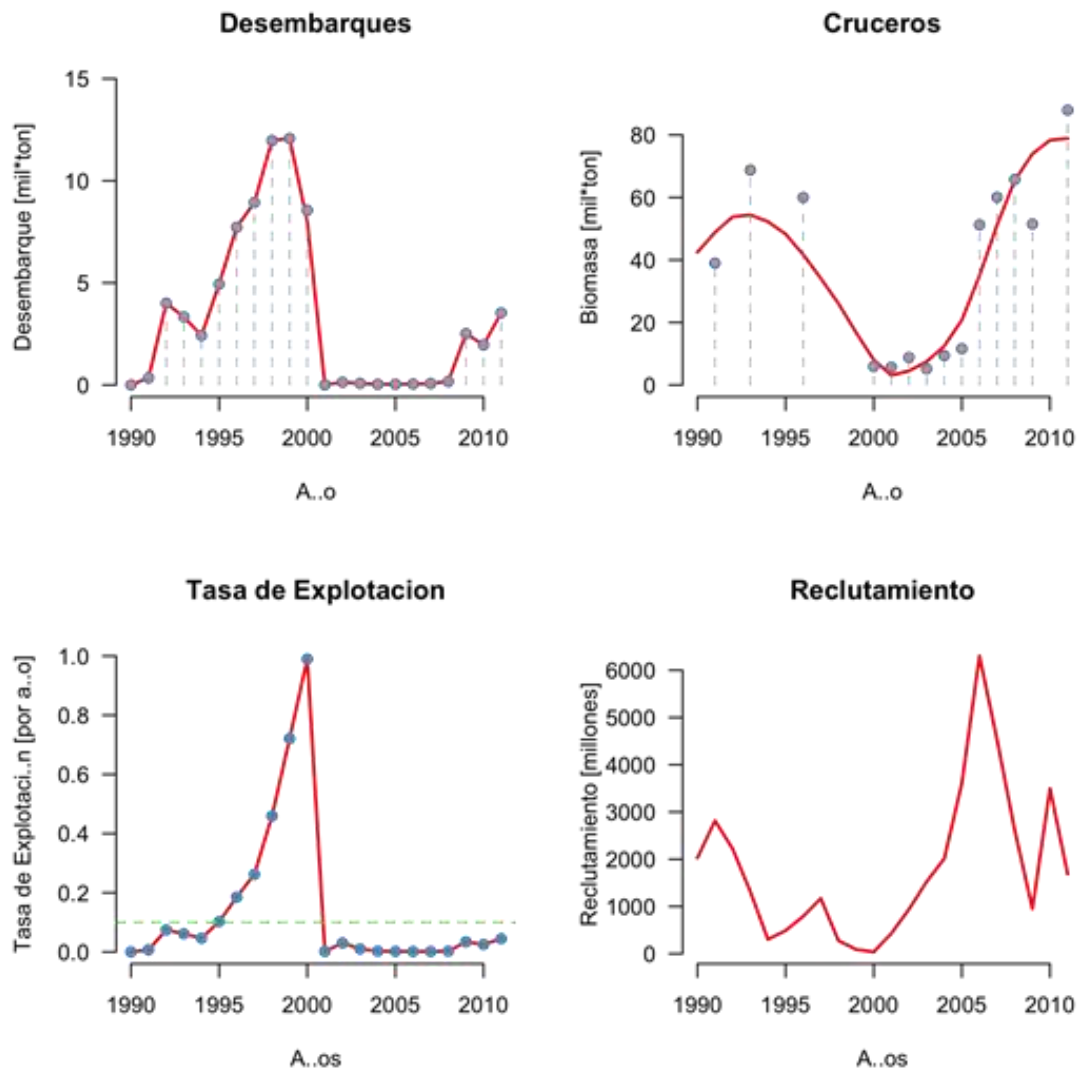 Desembarques
Desembarque [mil*ton]
15
10
5
0
1990 1995 2000 2005 2010
A..o
Cruceros
Biomasa [mil*ton]
80
60
40
20
0
1990 1995 2000 2005 2010
A..o
Tasa de Explotacion
Tasa de Explotaci..n [por a..o]
1.0
0.8
0.6
0.4
0.2
0.0
1990 1995 2000 2005 2010
A..os
Reclutamiento
Reclutamiento [millones]
6000
5000
4000
3000
2000
1000
0
1990 1995 2000 2005 2010
A..os